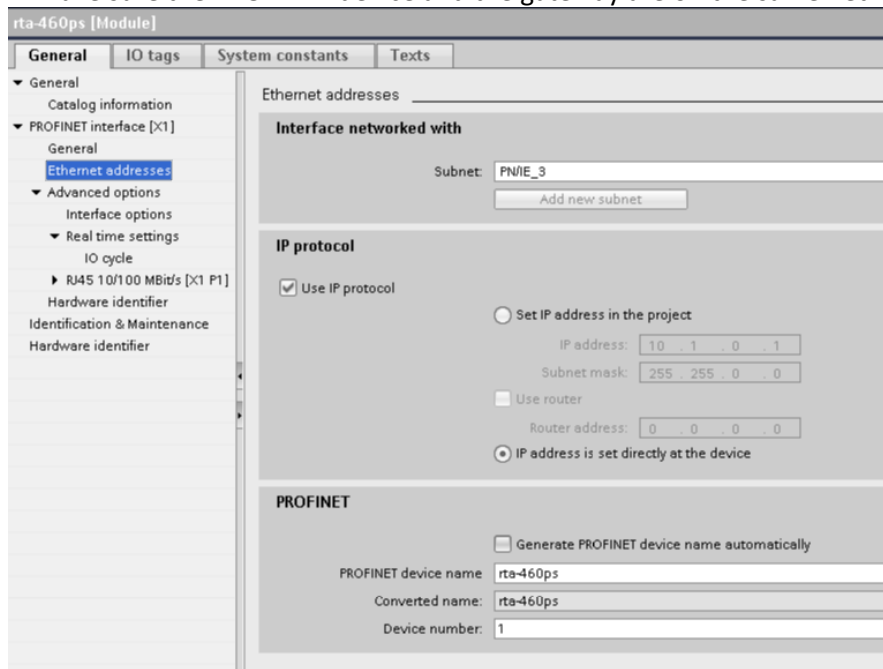 rta-460ps [Module]
General IO tags System constants Texts
General
Catalog information
PROFINET interface [X1]
General
Ethernet addresses
Advanced options
Interface options
Real time settings
IO cycle
RJ45 10/100 MBit/s [X1 P1]
Hardware identifier
Identification & Maintenance
Hardware identifier
Ethernet addresses
Interface networked with
Subnet: PN/IE_3
Add new subnet
IP protocol
Use IP protocol
Set IP address in the project
IP address: 10 . 1 . 0 . 1
Subnet mask: 255 . 255 . 0 . 0
Use router
Router address: 0 . 0 . 0 . 0
IP address is set directly at the device
PROFINET
Generate PROFINET device name automatically
PROFINET device name rta-460ps
Converted name: rta-460ps
Device number: 1